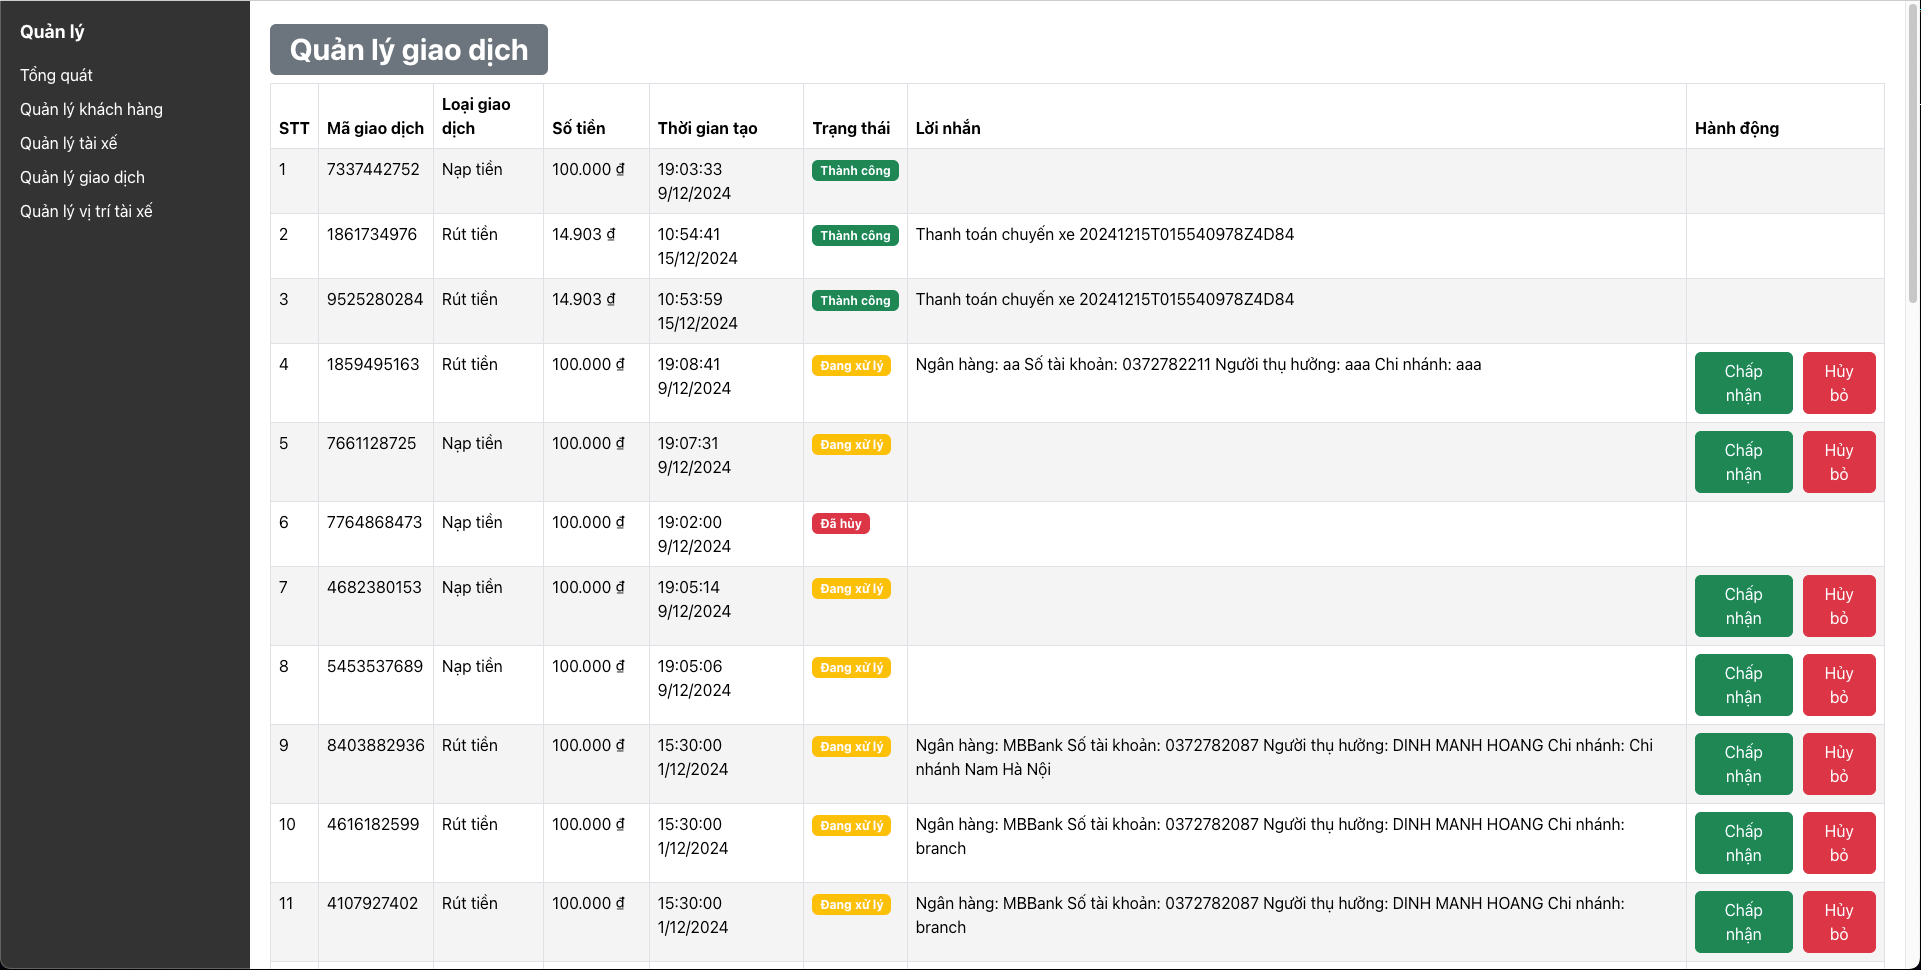 Quản lý
Tổng quát
Quản lý khách hàng
Quản lý tài xế
Quản lý giao dịch
Quản lý vị trí tài xế
Quản lý giao dịch
STT Mã giao dịch Loại giao dịch Số tiền Thời gian tạo Trạng thái Lời nhắn Hành động
1 7337442752 Nạp tiền 100.000 ₫ 19:03:33 Thành công
9/12/2024
2 1861734976 Rút tiền 14.903 ₫ 10:54:41 Thành công Thanh toán chuyến xe 20241215T015540978Z4D84
15/12/2024
3 9525280284 Rút tiền 14.903 ₫ 10:53:59 Thành công Thanh toán chuyến xe 20241215T015540978Z4D84
15/12/2024
4 1859495163 Rút tiền 100.000 ₫ 19:08:41 Đang xử lý Ngân hàng: aa Số tài khoản: 0372782211 Người thụ hưởng: aaa Chi nhánh: aaa Chấp Hủy
9/12/2024 nhận bỏ
5 7661128725 Nạp tiền 100.000 ₫ 19:07:31 Đang xử lý Chấp Hủy
9/12/2024 nhận bỏ
6 7764868473 Nạp tiền 100.000 ₫ 19:02:00 Đã hủy
9/12/2024
7 4682380153 Nạp tiền 100.000 ₫ 19:05:14 Đang xử lý Chấp Hủy
9/12/2024 nhận bỏ
8 5453537689 Nạp tiền 100.000 ₫ 19:05:06 Đang xử lý Chấp Hủy
9/12/2024 nhận bỏ
9 8403882936 Rút tiền 100.000 ₫ 15:30:00 Đang xử lý Ngân hàng: MBBank Số tài khoản: 0372782087 Người thụ hưởng: DINH MANH HOANG Chi nhánh: Chi Chấp Hủy
1/12/2024 nhánh Nam Hà Nội nhận bỏ
10 4616182599 Rút tiền 100.000 ₫ 15:30:00 Đang xử lý Ngân hàng: MBBank Số tài khoản: 0372782087 Người thụ hưởng: DINH MANH HOANG Chi nhánh: Chấp Hủy
1/12/2024 branch nhận bỏ
11 4107927402 Rút tiền 100.000 ₫ 15:30:00 Đang xử lý Ngân hàng: MBBank Số tài khoản: 0372782087 Người thụ hưởng: DINH MANH HOANG Chi nhánh: Chấp Hủy
1/12/2024 branch nhận bỏ